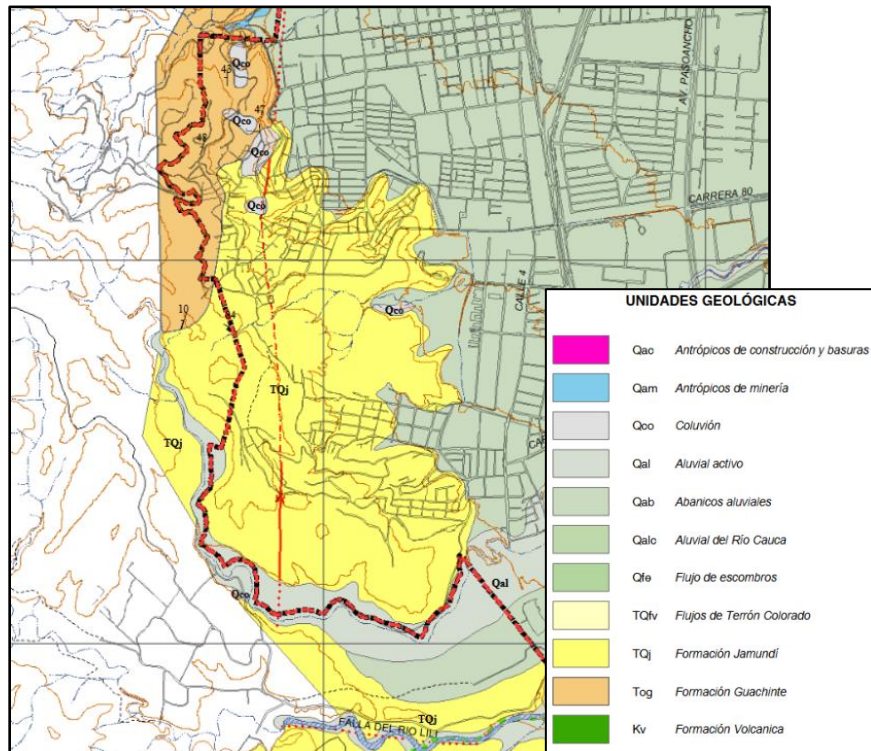 Qco
43
47
Qco
46
Qco
Qco
AV. PASOANCHO
CARRERA 80
CALLE 4
10
7
Qco
TQj
TQj
Qco
Qal
TQj
FALLA DEL RIO LILI
UNIDADES GEOLÓGICAS
Qac Antrópicos de construcción y basuras
Qam Antrópicos de minería
Qco Coluvión
Qal Aluvial activo
Qab Abanicos aluviales
Qalc Aluvial del Río Cauca
Qfe Flujo de escombros
TQfv Flujos de Terrón Colorado
TQj Formación Jamundí
Tog Formación Guachinte
Kv Formación Volcanica